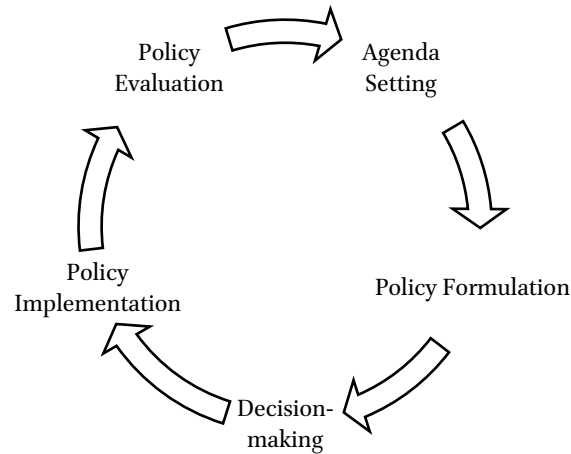 Policy
Evaluation
Agenda
Setting
Policy Formulation
Decision-
making
Policy
Implementation